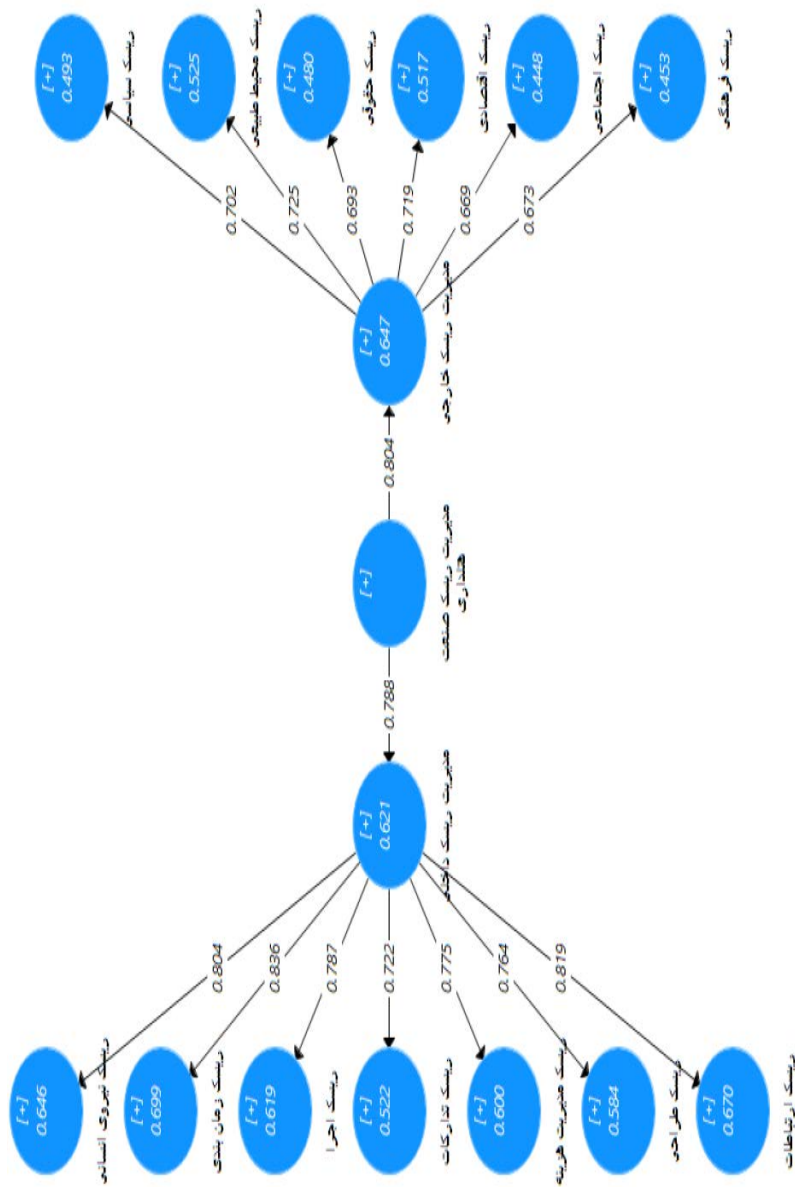 [+]
0.670
[+]
0.584
[+]
0.600
[+]
0.522
[+]
0.619
[+]
0.699
[+]
0.646
ریسک ارتباطات
ریسک طراحی
ریسک مدیریت هزینه
ریسک تدارکات
ریسک اجرا
ریسک زمان بندی
ریسک نیروی انسانی
0.819
0.764
0.775
0.722
0.787
0.836
0.804
[+]
0.621
مدیریت ریسک داخلی
0.788
[+]
مدیریت ریسک صنعت
هتلداری
0.804
[+]
0.647
مدیریت ریسک خارجی
0.673
0.669
0.719
0.693
0.725
0.702
[+]
0.453
[+]
0.448
[+]
0.517
[+]
0.480
[+]
0.525
[+]
0.493
ریسک فرهنگی
ریسک اجتماعی
ریسک اقتصادی
ریسک حقوقی
ریسک محیط طبیعی
ریسک سیاسی